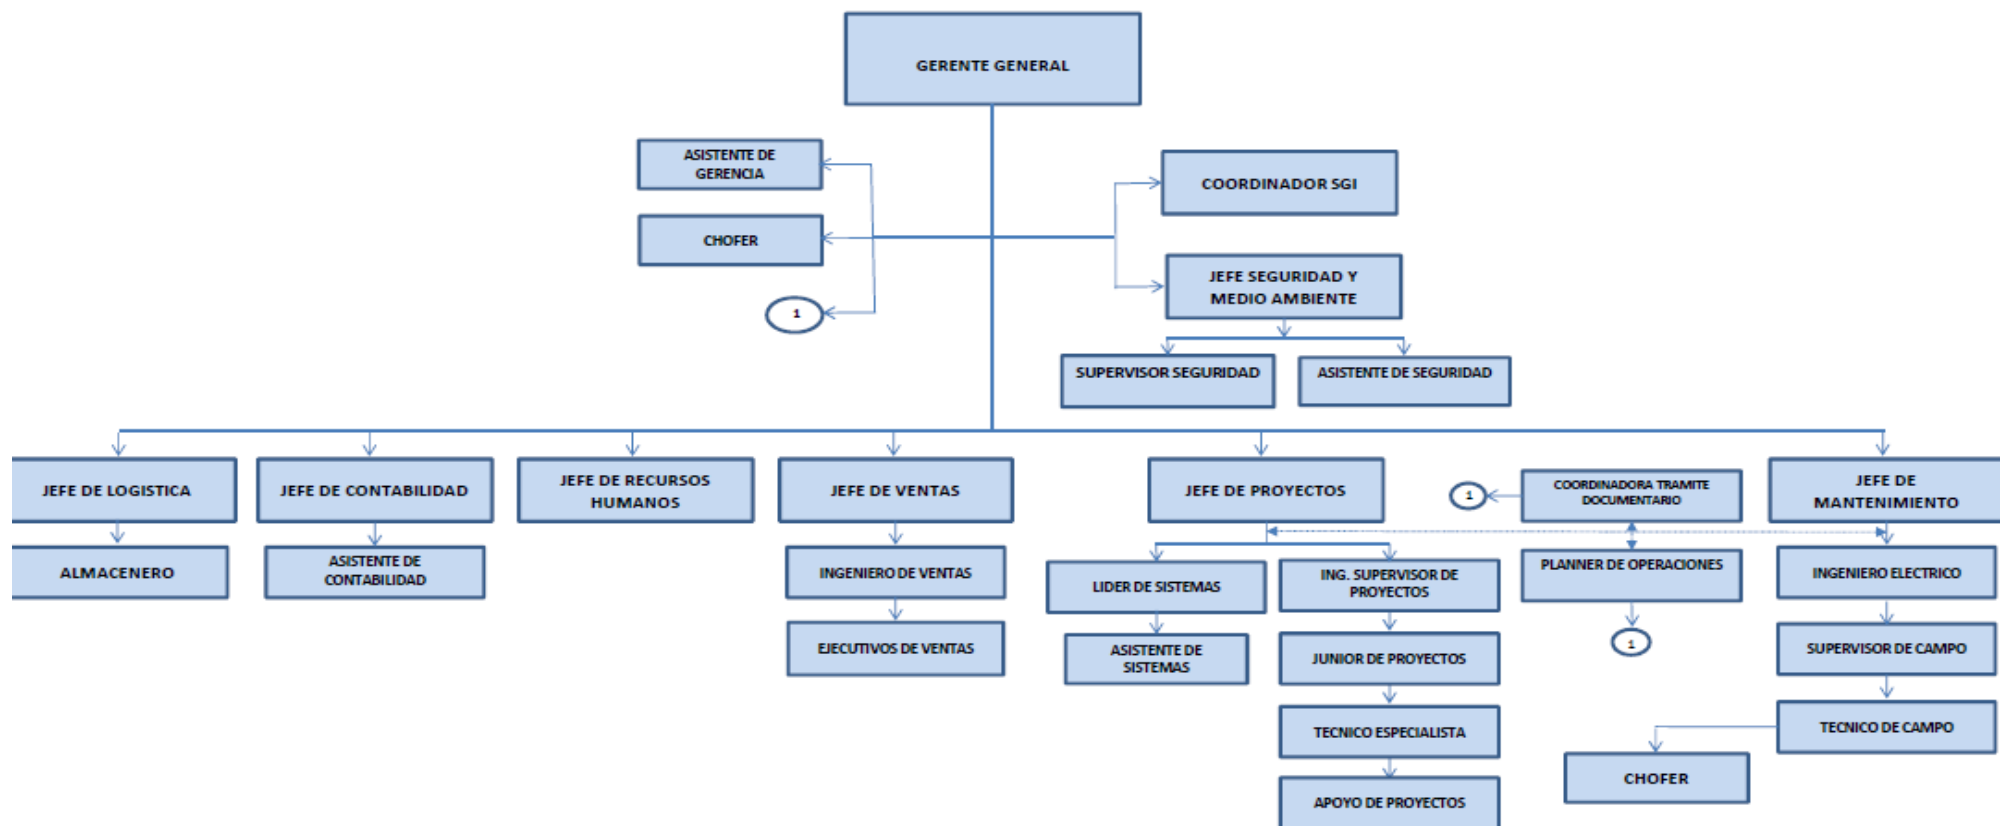 GERENTE GENERAL
ASISTENTE DE
GERENCIA
COORDINADOR SGI
CHOFER
JEFE SEGURIDAD Y
MEDIO AMBIENTE
1
SUPERVISOR SEGURIDAD
ASISTENTE DE SEGURIDAD
JEFE DE LOGISTICA
JEFE DE CONTABILIDAD
JEFE DE RECURSOS
HUMANOS
JEFE DE VENTAS
JEFE DE PROYECTOS
1
COORDINADORA TRAMITE
DOCUMENTARIO
JEFE DE
MANTENIMIENTO
ALMACENERO
ASISTENTE DE
CONTABILIDAD
INGENIERO DE VENTAS
LIDER DE SISTEMAS
ING. SUPERVISOR DE
PROYECTOS
PLANNER DE OPERACIONES
INGENIERO ELECTRICO
EJECUTIVOS DE VENTAS
ASISTENTE DE
SISTEMAS
JUNIOR DE PROYECTOS
1
SUPERVISOR DE CAMPO
TECNICO ESPECIALISTA
TECNICO DE CAMPO
CHOFER
APOYO DE PROYECTOS